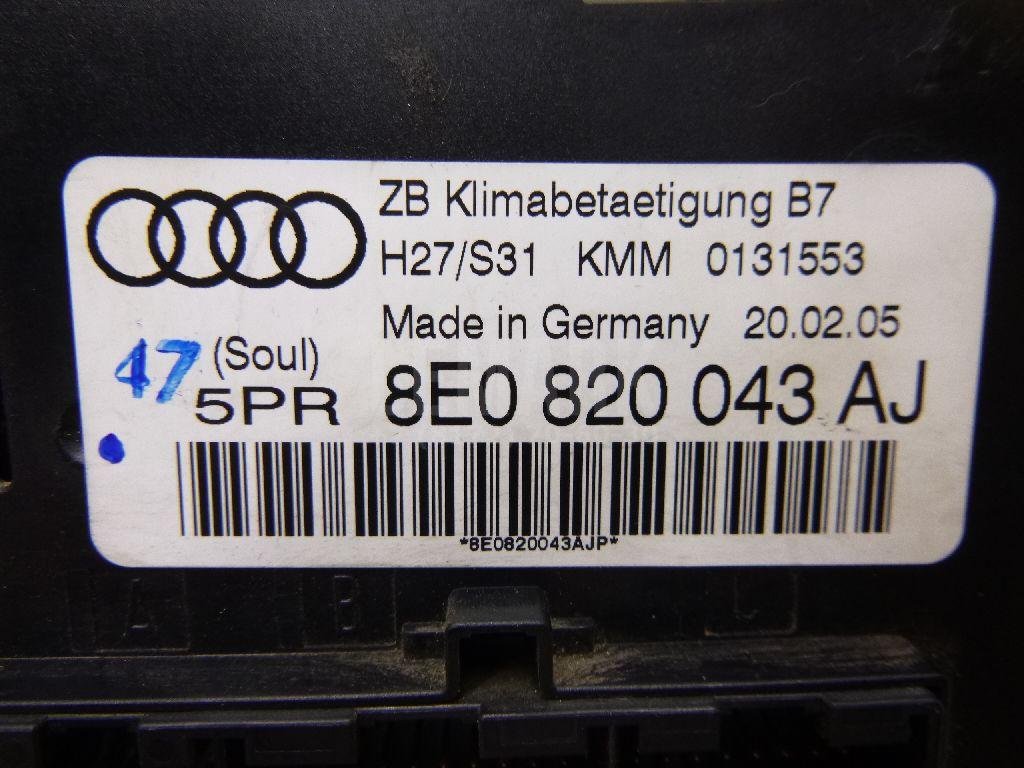 ZB Klimabetaetigung B7
H27/S31 KMM 0131553
Made in Germany 20.02.05
47 (Soul)
5PR 8E0 820 043 AJ
*8E0820043AJP*
A B C